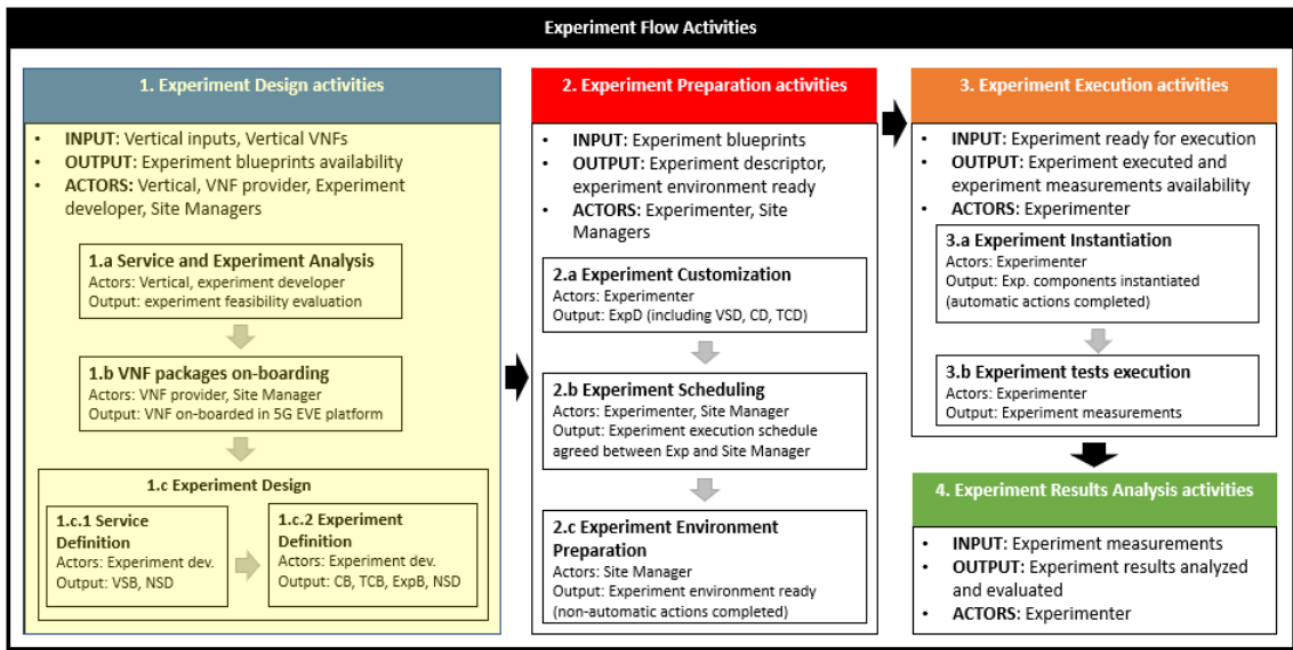 Experiment Flow Activities
1. Experiment Design activities
• INPUT: Vertical inputs, Vertical VNFs
• OUTPUT: Experiment blueprints availability
• ACTORS: Vertical, VNF provider, Experiment
developer, Site Managers
1.a Service and Experiment Analysis
Actors: Vertical, experiment developer
Output: experiment feasibility evaluation
1.b VNF packages on-boarding
Actors: VNF provider, Site Manager
Output: VNF on-boarded in 5G EVE platform
1.c Experiment Design
1.c.1 Service
Definition
Actors: Experiment dev.
Output: VSB, NSD
1.c.2 Experiment
Definition
Actors: Experiment dev.
Output: CB, TCB, ExpB, NSD
2. Experiment Preparation activities
• INPUT: Experiment blueprints
• OUTPUT: Experiment descriptor,
experiment environment ready
• ACTORS: Experimenter, Site
Managers
2.a Experiment Customization
Actors: Experimenter
Output: ExpD (including VSD, CD, TCD)
2.b Experiment Scheduling
Actors: Experimenter, Site Manager
Output: Experiment execution schedule
agreed between Exp and Site Manager
2.c Experiment Environment
Preparation
Actors: Site Manager
Output: Experiment environment ready
(non-automatic actions completed)
3. Experiment Execution activities
• INPUT: Experiment ready for execution
• OUTPUT: Experiment executed and
experiment measurements availability
• ACTORS: Experimenter
3.a Experiment Instantiation
Actors: Experimenter
Output: Exp. components instantiated
(automatic actions completed)
3.b Experiment tests execution
Actors: Experimenter
Output: Experiment measurements
4. Experiment Results Analysis activities
• INPUT: Experiment measurements
• OUTPUT: Experiment results analyzed
and evaluated
• ACTORS: Experimenter